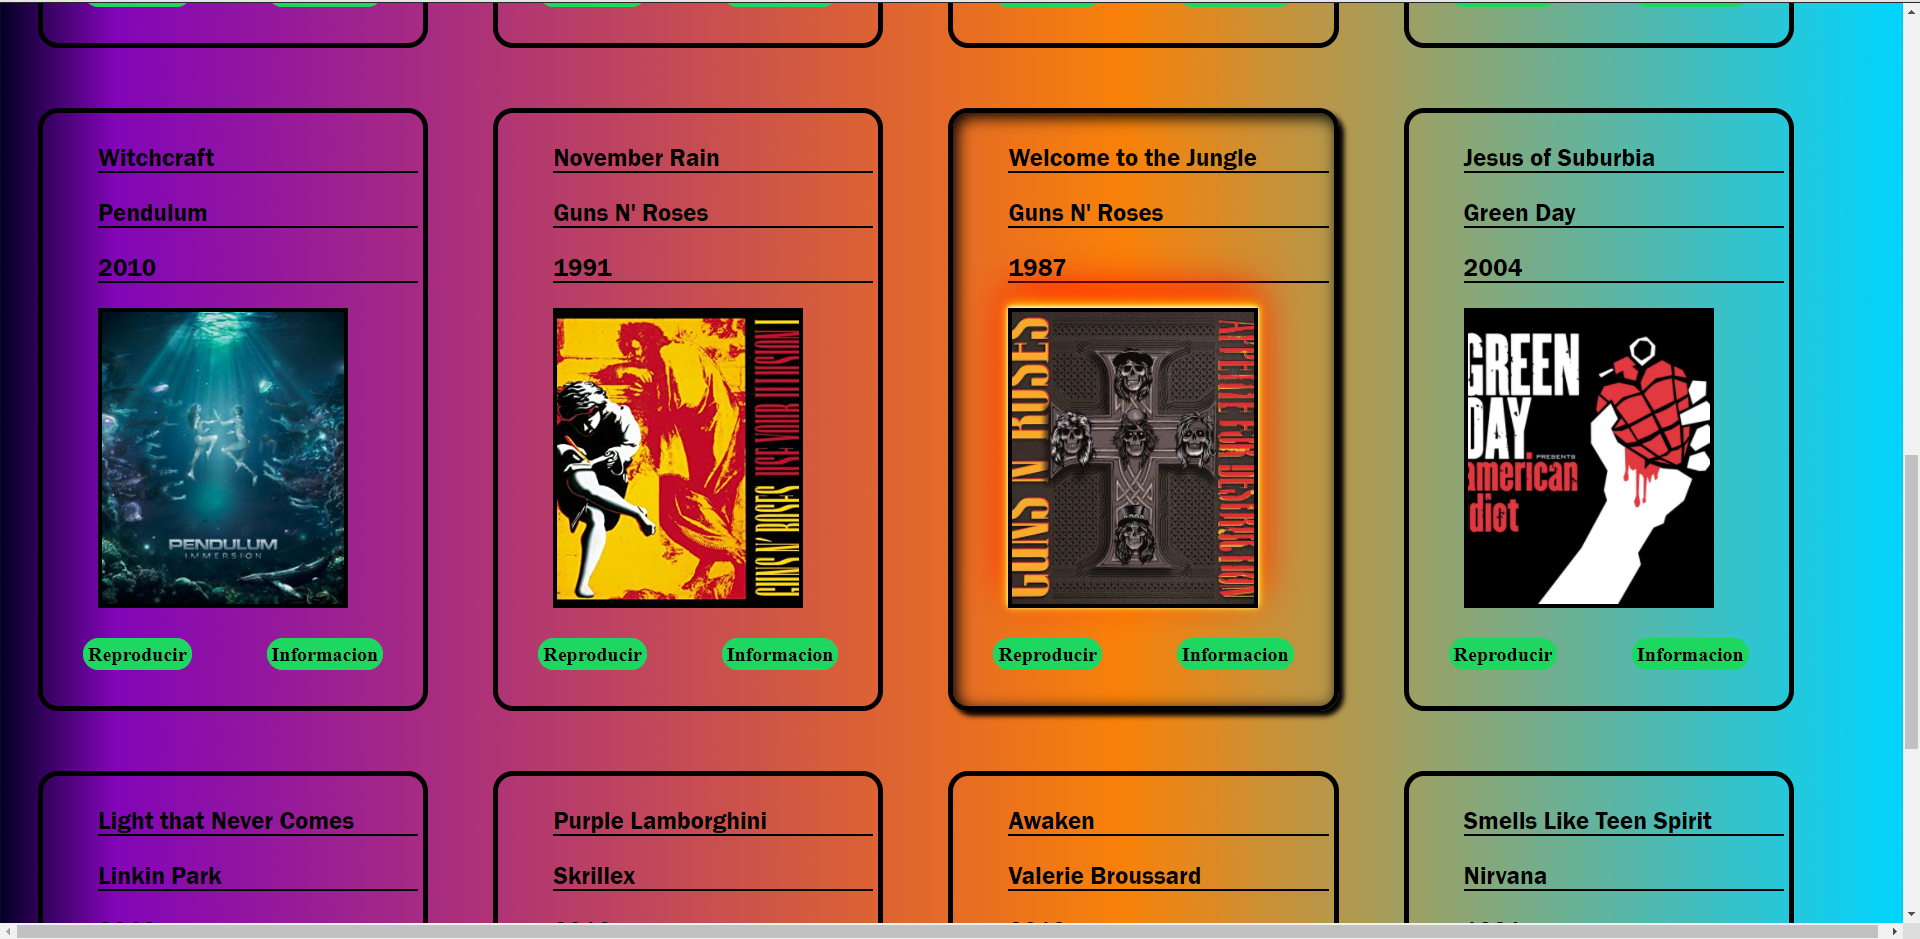 Witchcraft
Pendulum
2010
PENDULUM
IMMERSION
Reproducir
Informacion
November Rain
Guns N' Roses
1991
GUNS N' ROSES USE YOUR ILLUSION I
Reproducir
Informacion
Welcome to the Jungle
Guns N' Roses
1987
GUNS N ROSES
APPETITE FOR DESTRUCTION
Reproducir
Informacion
Jesus of Suburbia
Green Day
2004
GREEN
DAY
PRESENTS
american
idiot
Reproducir
Informacion
Light that Never Comes
Linkin Park
Purple Lamborghini
Skrillex
Awaken
Valerie Broussard
Smells Like Teen Spirit
Nirvana